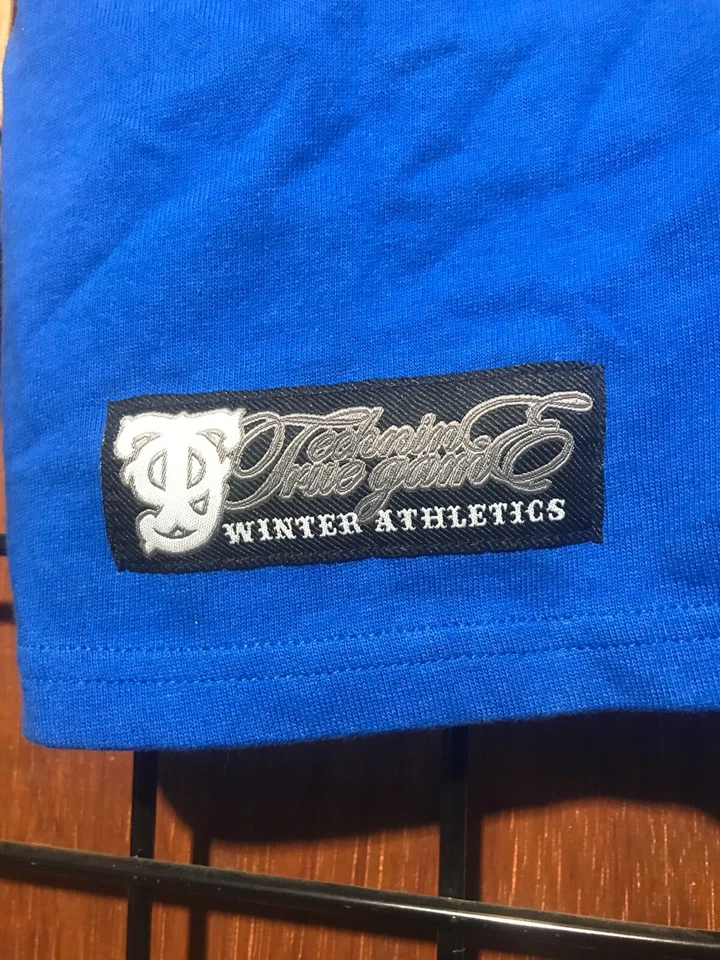 T
TechninE
True gamE
WINTER ATHLETICS